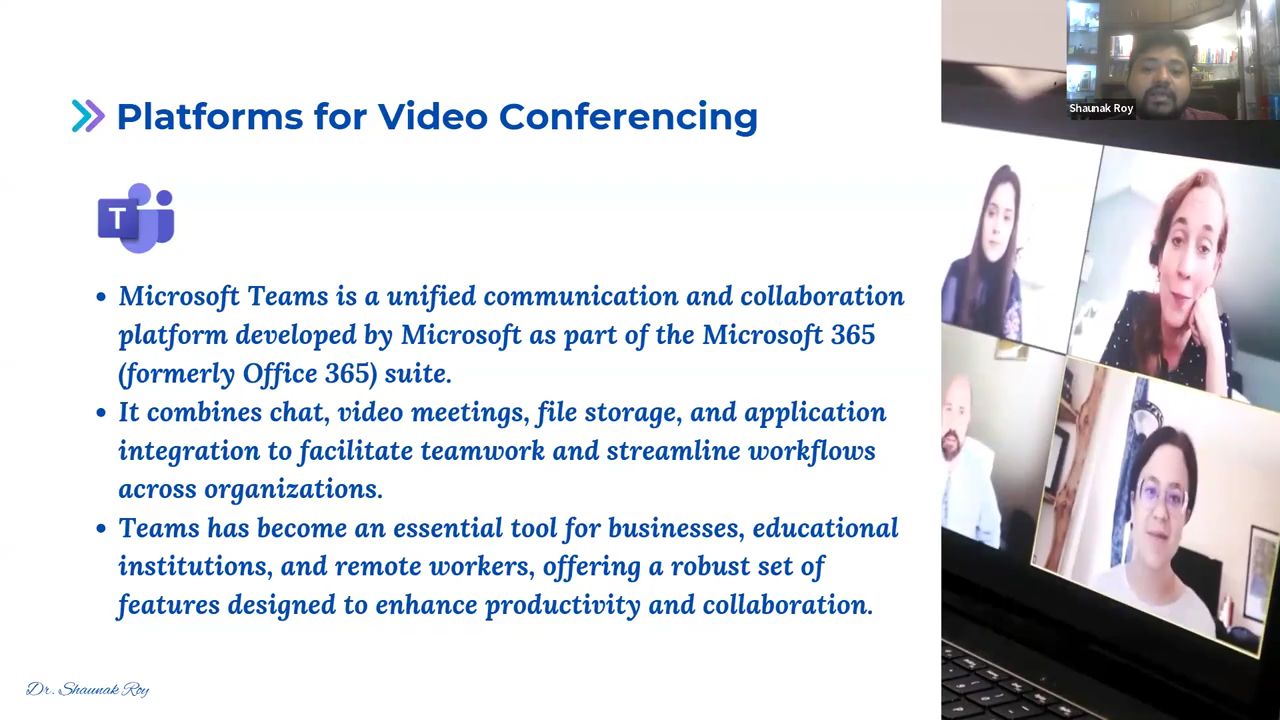 Shaunak Roy
Platforms for Video Conferencing
T
Microsoft Teams is a unified communication and collaboration
platform developed by Microsoft as part of the Microsoft 365
(formerly Office 365) suite.
It combines chat, video meetings, file storage, and application
integration to facilitate teamwork and streamline workflows
across organizations.
Teams has become an essential tool for businesses, educational
institutions, and remote workers, offering a robust set of
features designed to enhance productivity and collaboration.
Dr. Shaunak Roy